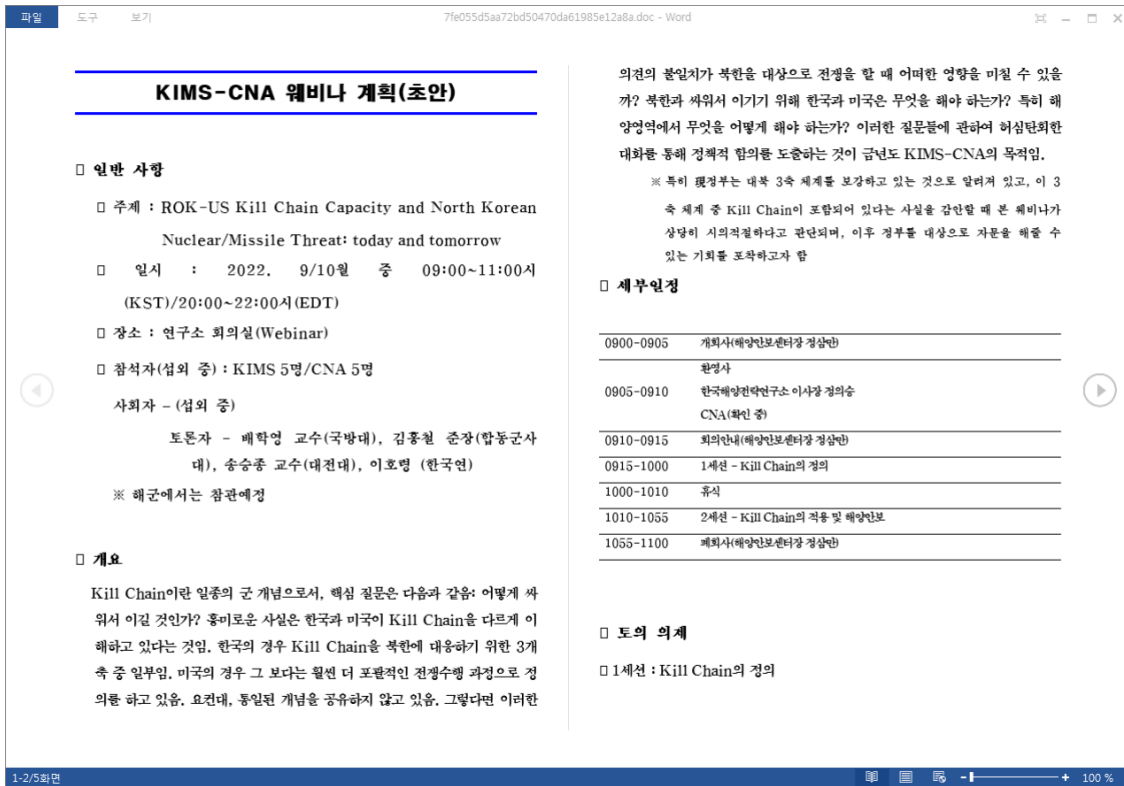 파일 도구 보기 7fe055d5aa72bd50470da61985e12a8a.doc - Word
KIMS-CNA 웨비나 계획(초안)
□ 일반 사항
□ 주제 : ROK-US Kill Chain Capacity and North Korean
Nuclear/Missile Threat: today and tomorrow
□ 일시 : 2022. 9/10월 중 09:00~11:00시
(KST)/20:00~22:00시(EDT)
□ 장소 : 연구소 회의실(Webinar)
□ 참석자(섭외 중) : KIMS 5명/CNA 5명
사회자 – (섭외 중)
토론자 – 배학영 교수(국방대), 김흥철 준장(합동군사
대), 송승종 교수(대전대), 이호령 (한국연)
※ 해군에서는 참관예정
□ 개요
Kill Chain이란 일종의 군 개념으로서, 핵심 질문은 다음과 같음: 어떻게 싸
워서 이길 것인가? 흥미로운 사실은 한국과 미국이 Kill Chain을 다르게 이
해하고 있다는 것임. 한국의 경우 Kill Chain을 북한에 대응하기 위한 3개
축 중 일부임. 미국의 경우 그 보다는 훨씬 더 포괄적인 전쟁수행 과정으로 정
의를 하고 있음. 요컨대, 통일된 개념을 공유하지 않고 있음. 그렇다면 이러한
의견의 불일치가 북한을 대상으로 전쟁을 할 때 어떠한 영향을 미칠 수 있을
까? 북한과 싸워서 이기기 위해 한국과 미국은 무엇을 해야 하는가? 특히 해
양영역에서 무엇을 어떻게 해야 하는가? 이러한 질문들에 관하여 허심탄회한
대화를 통해 정책적 함의를 도출하는 것이 금년도 KIMS-CNA의 목적임.
※ 특히 現정부는 대북 3축 체계를 보강하고 있는 것으로 알려져 있고, 이 3
축 체계 중 Kill Chain이 포함되어 있다는 사실을 감안할 때 본 웨비나가
상당히 시의적절하다고 판단되며, 이후 정부를 대상으로 자문을 해줄 수
있는 기회를 포착하고자 함
□ 세부일정
0900-0905 개회사(해양안보센터장 정삼만)
환영사
0905-0910 한국해양전략연구소 이사장 정의승
CNA(확인 중)
0910-0915 회의안내(해양안보센터장 정삼만)
0915-1000 1세션 - Kill Chain의 정의
1000-1010 휴식
1010-1055 2세션 - Kill Chain의 적용 및 해양안보
1055-1100 폐회사(해양안보센터장 정삼만)
□ 토의 의제
□ 1세션 : Kill Chain의 정의
1-2/5화면 100 %